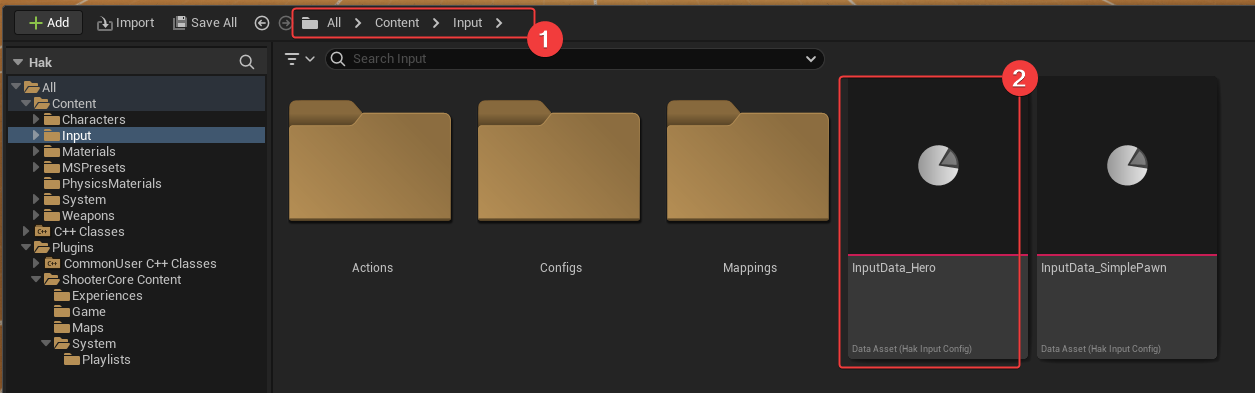 Add Import Save All All Content Input
1
Hak
Search Input
2
All
Content
Characters
Input
Materials
MSPresets
PhysicsMaterials
System
Weapons
C++ Classes
Plugins
CommonUser C++ Classes
ShooterCore Content
Experiences
Game
Maps
System
Playlists
Actions
Configs
Mappings
InputData_Hero
Data Asset (Hak Input Config)
InputData_SimplePawn
Data Asset (Hak Input Config)